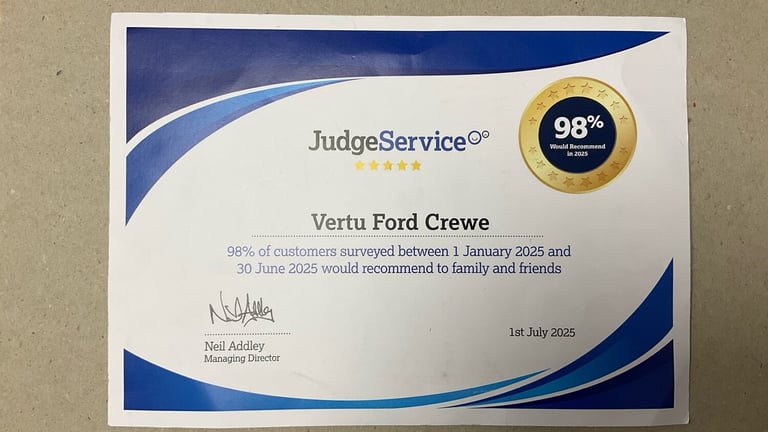 JudgeService
98%
Would Recommend
in 2025
Vertu Ford Crewe
98% of customers surveyed between 1 January 2025 and
30 June 2025 would recommend to family and friends
Neil Addley
Managing Director
1st July 2025